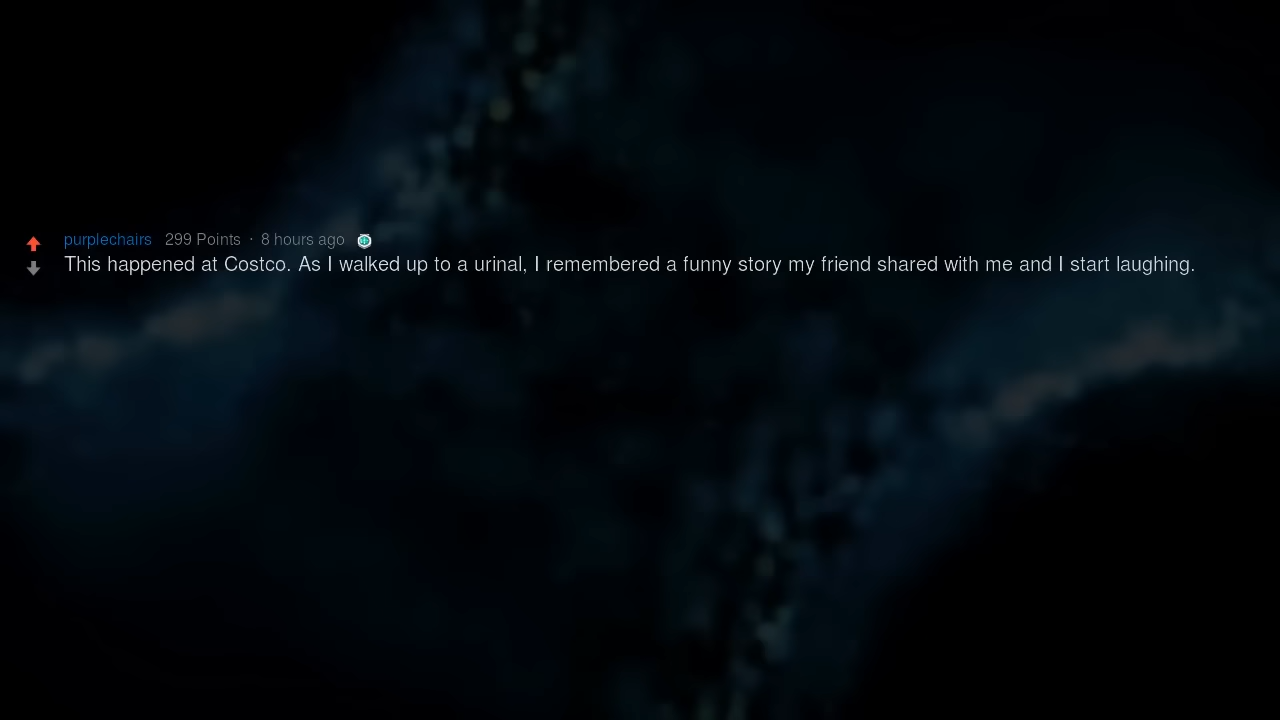 purplechairs 299 Points · 8 hours ago
This happened at Costco. As I walked up to a urinal, I remembered a funny story my friend shared with me and I start laughing.